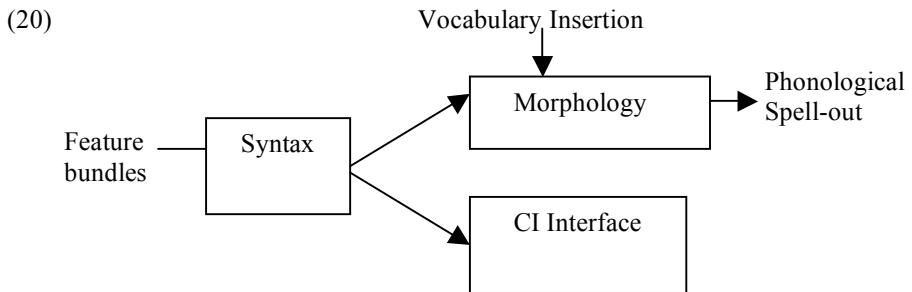 (20)
Vocabulary Insertion
Morphology
Phonological
Spell-out
Feature
bundles
Syntax
CI Interface